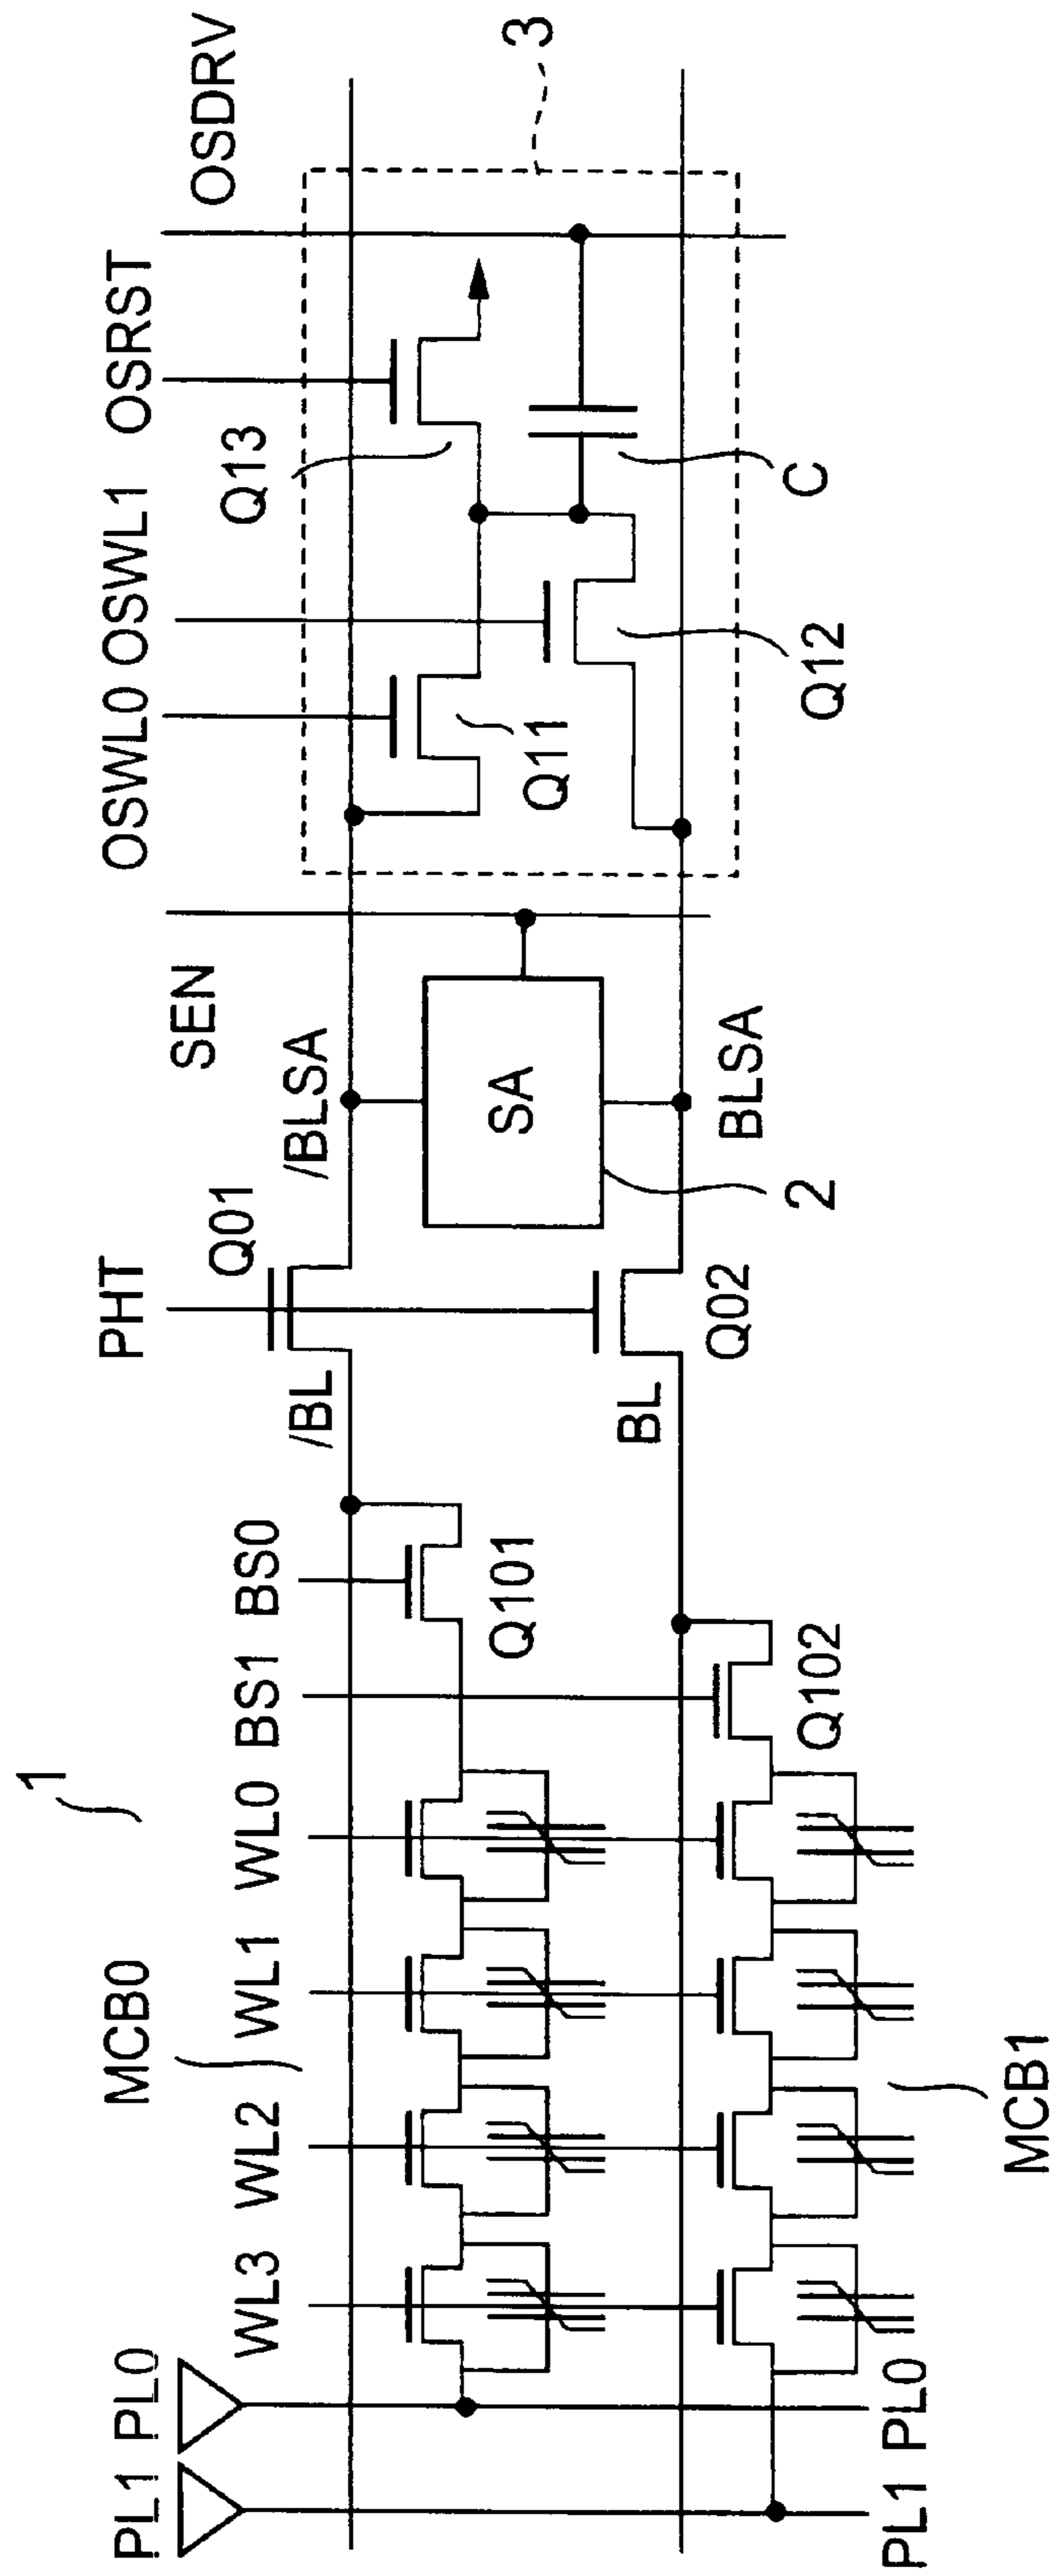 PL1
PL0
WL3
WL2
MCB0
WL1
WL0
1
BS1
BS0
Q101
/BL
PHT
Q01
/BLSA
SEN
OSWL0
OSWL1
OSRST
OSDRV
Q13
3
Q11
Q12
C
SA
2
BLSA
Q02
BL
Q102
MCB1
PL1
PL0